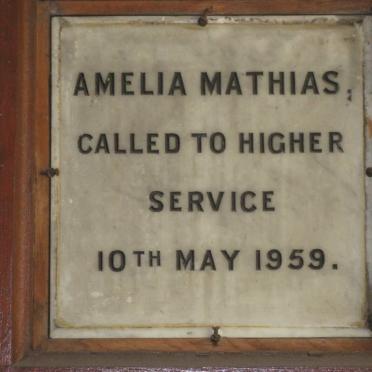 AMELIA MATHIAS,
CALLED TO HIGHER
SERVICE
10TH MAY 1959.